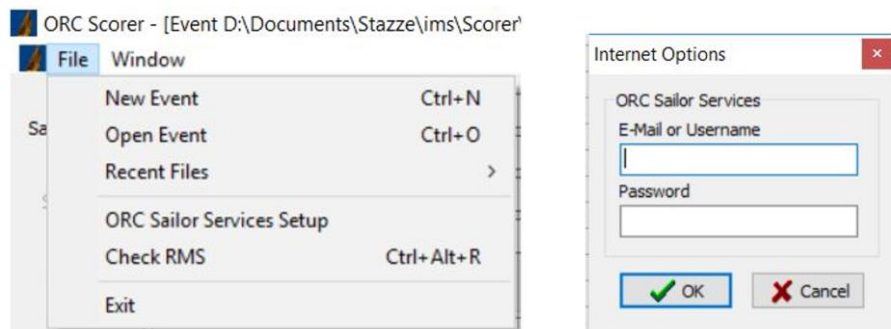 ORC Scorer - [Event D:\Documents\Stazze\ims\Scorer\
File Window
New Event Ctrl+N
Sa
Open Event Ctrl+O
Recent Files >
ORC Sailor Services Setup
Check RMS Ctrl+Alt+R
Exit
Internet Options ×
ORC Sailor Services
E-Mail or Username
Password
OK Cancel